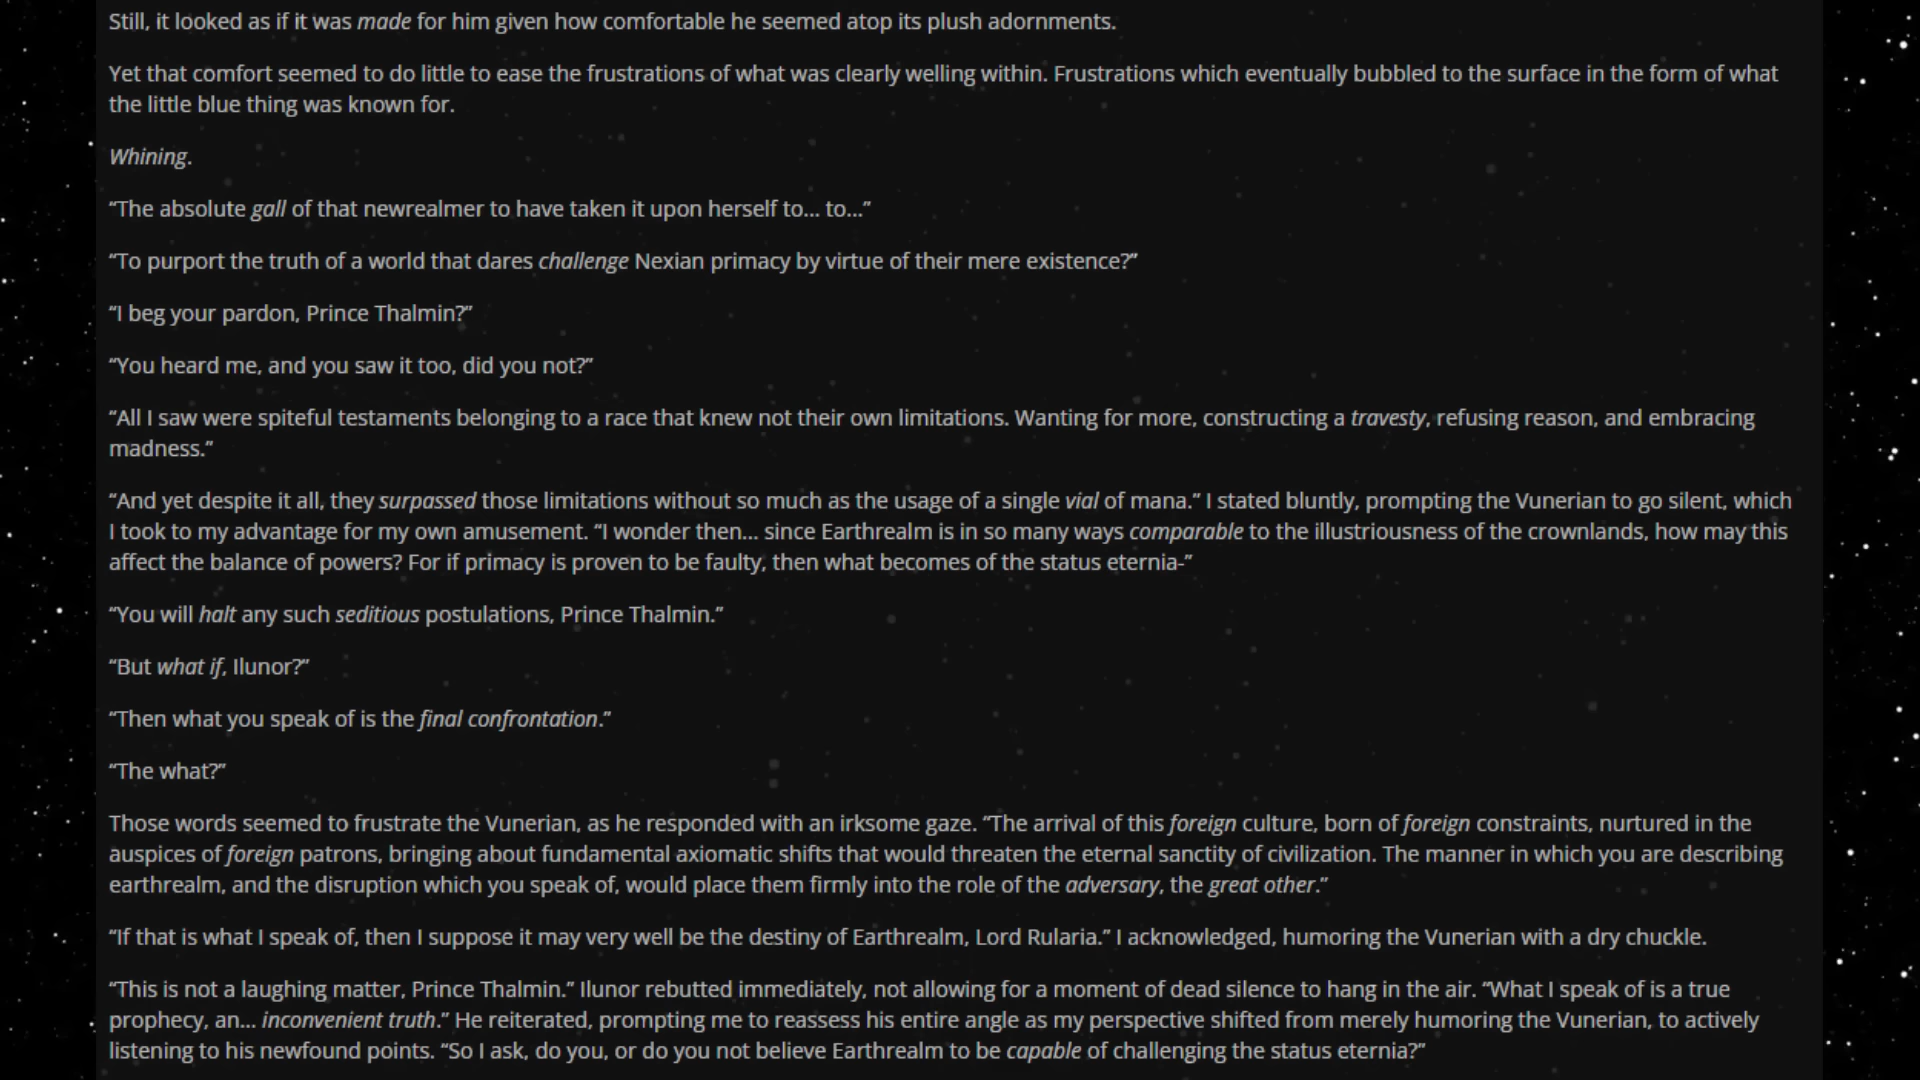 Still, it looked as if it was made for him given how comfortable he seemed atop its plush adornments.
Yet that comfort seemed to do little to ease the frustrations of what was clearly welling within. Frustrations which eventually bubbled to the surface in the form of what
the little blue thing was known for.
Whining.
“The absolute gall of that newrealmer to have taken it upon herself to... to...”
“To purport the truth of a world that dares challenge Nexian primacy by virtue of their mere existence?”
“I beg your pardon, Prince Thalmin?”
“You heard me, and you saw it too, did you not?”
“All I saw were spiteful testaments belonging to a race that knew not their own limitations. Wanting for more, constructing a travesty, refusing reason, and embracing
madness.”
“And yet despite it all, they surpassed those limitations without so much as the usage of a single vial of mana.” I stated bluntly, prompting the Vunerian to go silent, which
I took to my advantage for my own amusement. “I wonder then... since Earthrealm is in so many ways comparable to the illustriousness of the crownlands, how may this
affect the balance of powers? For if primacy is proven to be faulty, then what becomes of the status eternia-”
“You will halt any such seditious postulations, Prince Thalmin.”
“But what if, Ilunor?”
“Then what you speak of is the final confrontation.”
“The what?”
Those words seemed to frustrate the Vunerian, as he responded with an irksome gaze. “The arrival of this foreign culture, born of foreign constraints, nurtured in the
auspices of foreign patrons, bringing about fundamental axiomatic shifts that would threaten the eternal sanctity of civilization. The manner in which you are describing
earthrealm, and the disruption which you speak of, would place them firmly into the role of the adversary, the great other.”
“If that is what I speak of, then I suppose it may very well be the destiny of Earthrealm, Lord Rularia.” I acknowledged, humoring the Vunerian with a dry chuckle.
“This is not a laughing matter, Prince Thalmin.” Ilunor rebutted immediately, not allowing for a moment of dead silence to hang in the air. “What I speak of is a true
prophecy, an... inconvenient truth.” He reiterated, prompting me to reassess his entire angle as my perspective shifted from merely humoring the Vunerian, to actively
listening to his newfound points. “So I ask, do you, or do you not believe Earthrealm to be capable of challenging the status eternia?”